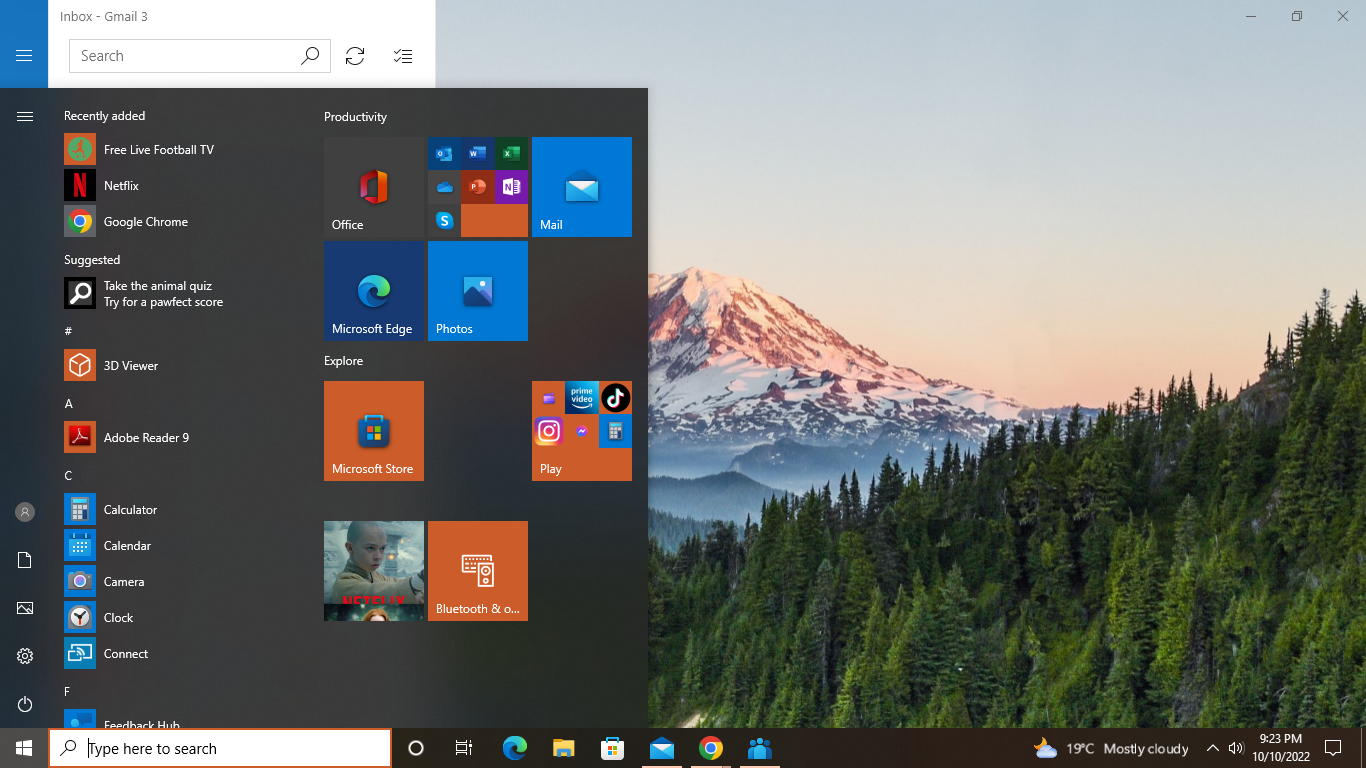 Inbox - Gmail 3
Search
Recently added
Free Live Football TV
Netflix
Google Chrome
Suggested
Take the animal quiz
Try for a pawfect score
#
3D Viewer
A
Adobe Reader 9
C
Calculator
Calendar
Camera
Clock
Connect
F
Feedback Hub
Productivity
Office
Mail
Microsoft Edge
Photos
Explore
Microsoft Store
prime video
Play
NETFLIX
Bluetooth & o...
Type here to search
19°C Mostly cloudy
9:23 PM
10/10/2022